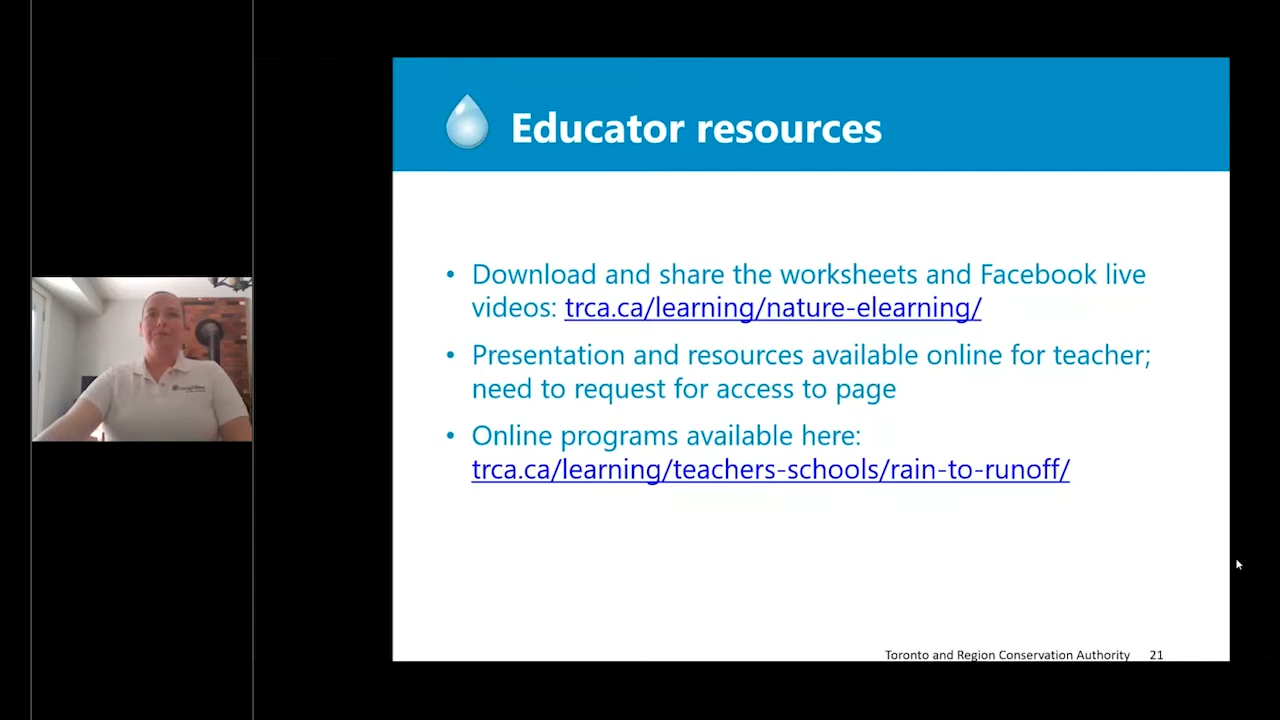 Educator resources
• Download and share the worksheets and Facebook live
videos: trca.ca/learning/nature-elearning/
• Presentation and resources available online for teacher;
need to request for access to page
• Online programs available here:
trca.ca/learning/teachers-schools/rain-to-runoff/
Toronto and Region Conservation Authority 21